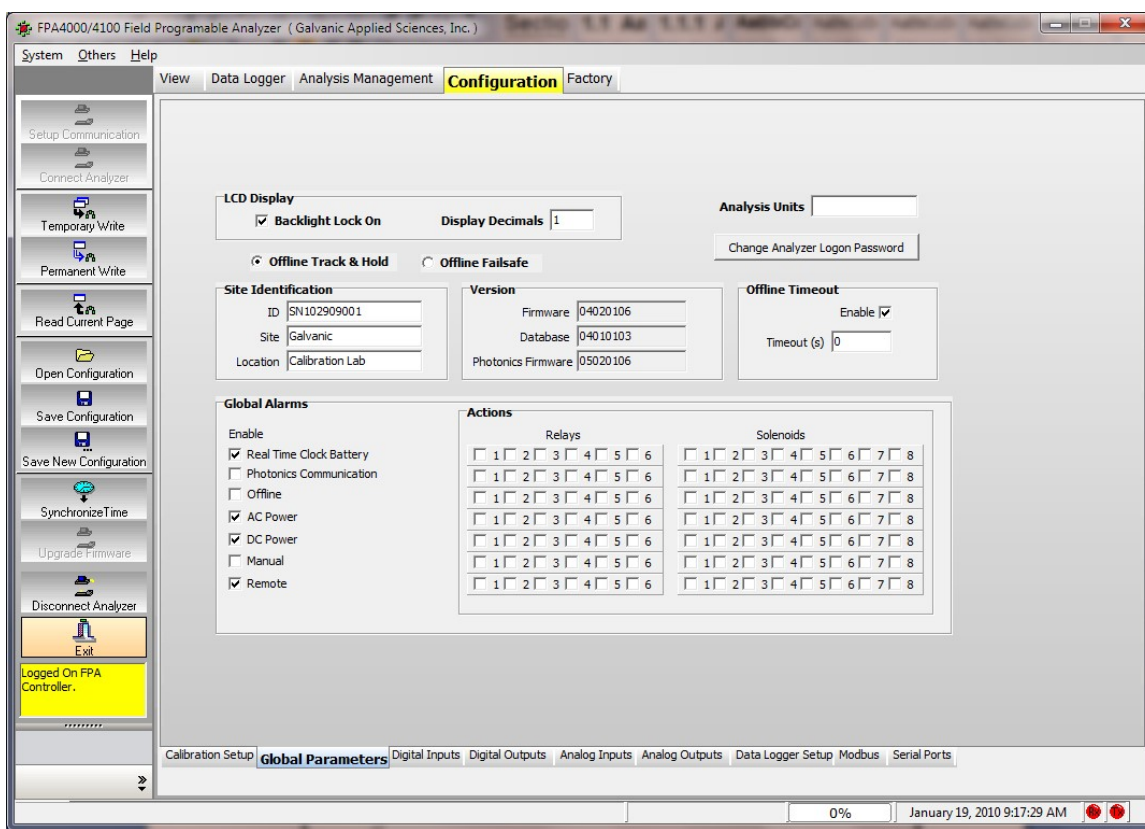 FPA4000/4100 Field Programable Analyzer ( Galvanic Applied Sciences, Inc. )
System Others Help
View Data Logger Analysis Management Configuration Factory
Setup Communication
Connect Analyzer
Temporary Write
Permanent Write
Read Current Page
Open Configuration
Save Configuration
Save New Configuration
SynchronizeTime
Upgrade Firmware
Disconnect Analyzer
Exit
Logged On FPA
Controller.
LCD Display
Backlight Lock On Display Decimals 1
Analysis Units
Change Analyzer Logon Password
Offline Track & Hold Offline Failsafe
Site Identification
ID SN102909001
Site Galvanic
Location Calibration Lab
Version
Firmware 04020106
Database 04010103
Photonics Firmware 05020106
Offline Timeout
Enable
Timeout (s) 0
Global Alarms
Actions
Enable Relays Solenoids
Real Time Clock Battery 1 2 3 4 5 6 1 2 3 4 5 6 7 8
Photonics Communication 1 2 3 4 5 6 1 2 3 4 5 6 7 8
Offline 1 2 3 4 5 6 1 2 3 4 5 6 7 8
AC Power 1 2 3 4 5 6 1 2 3 4 5 6 7 8
DC Power 1 2 3 4 5 6 1 2 3 4 5 6 7 8
Manual 1 2 3 4 5 6 1 2 3 4 5 6 7 8
Remote 1 2 3 4 5 6 1 2 3 4 5 6 7 8
Calibration Setup Global Parameters Digital Inputs Digital Outputs Analog Inputs Analog Outputs Data Logger Setup Modbus Serial Ports
0% January 19, 2010 9:17:29 AM Rx Tx